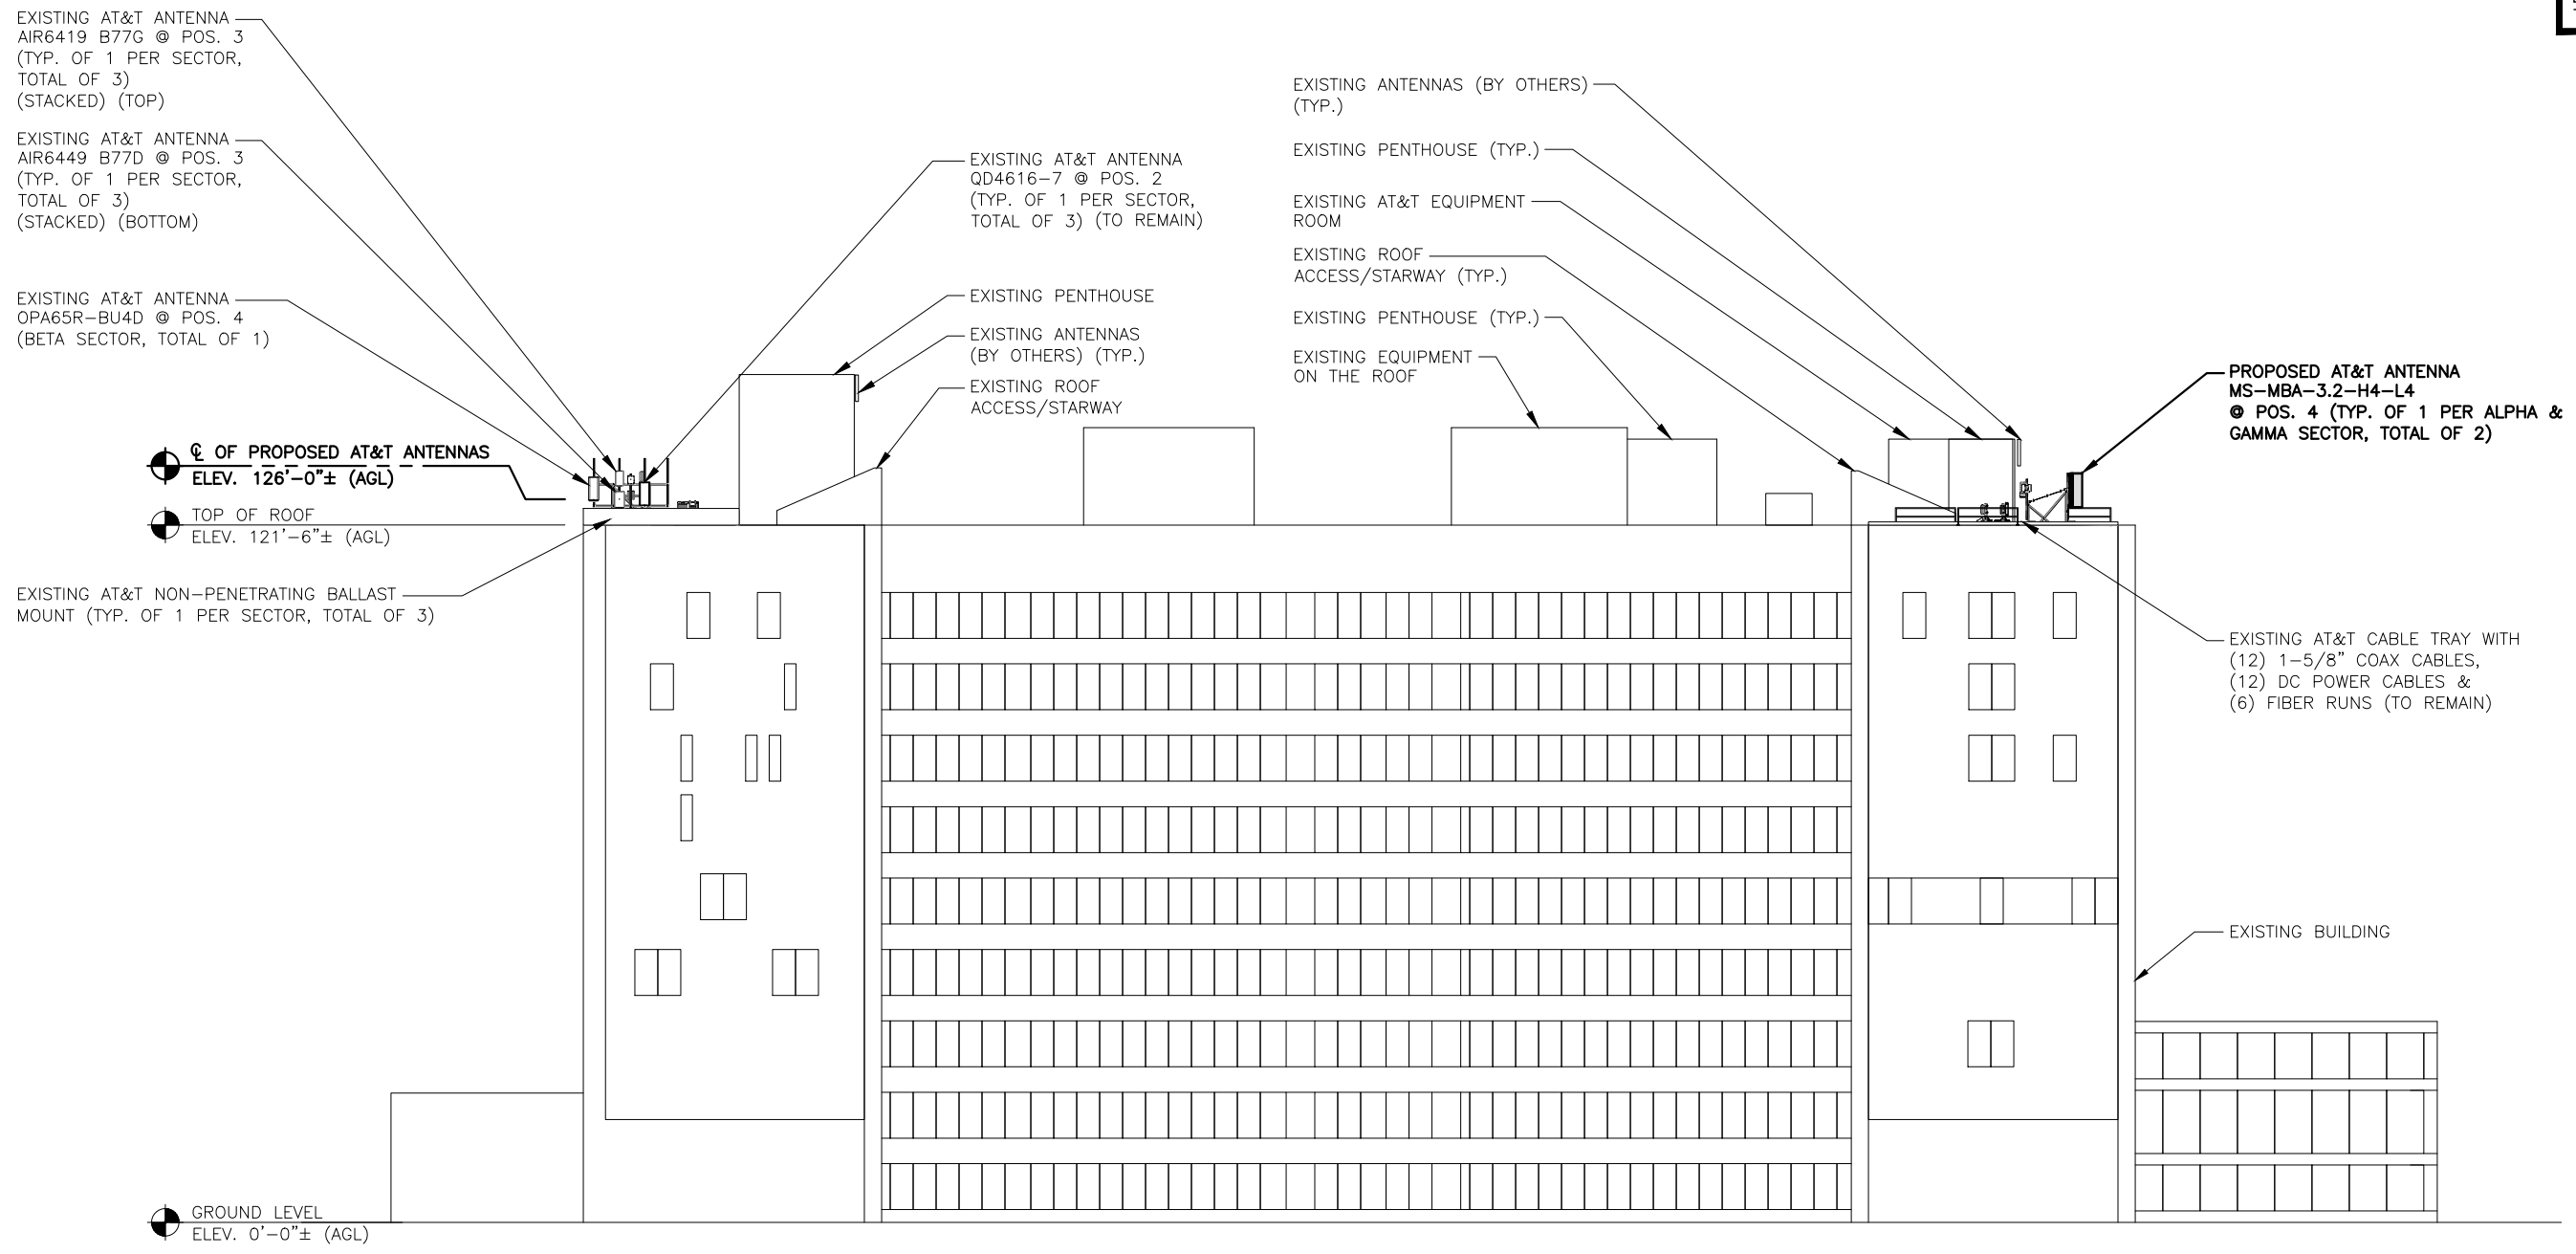 EXISTING AT&T ANTENNA
AIR6419 B77G @ POS. 3
(TYP. OF 1 PER SECTOR,
TOTAL OF 3)
(STACKED) (TOP)
EXISTING AT&T ANTENNA
AIR6449 B77D @ POS. 3
(TYP. OF 1 PER SECTOR,
TOTAL OF 3)
(STACKED) (BOTTOM)
EXISTING AT&T ANTENNA
OPA65R-BU4D @ POS. 4
(BETA SECTOR, TOTAL OF 1)
℄ OF PROPOSED AT&T ANTENNAS
ELEV. 126'-0"± (AGL)
TOP OF ROOF
ELEV. 121'-6"± (AGL)
EXISTING AT&T NON-PENETRATING BALLAST
MOUNT (TYP. OF 1 PER SECTOR, TOTAL OF 3)
GROUND LEVEL
ELEV. 0'-0"± (AGL)
EXISTING AT&T ANTENNA
QD4616-7 @ POS. 2
(TYP. OF 1 PER SECTOR,
TOTAL OF 3) (TO REMAIN)
EXISTING PENTHOUSE
EXISTING ANTENNAS
(BY OTHERS) (TYP.)
EXISTING ROOF
ACCESS/STARWAY
EXISTING ANTENNAS (BY OTHERS)
(TYP.)
EXISTING PENTHOUSE (TYP.)
EXISTING AT&T EQUIPMENT
ROOM
EXISTING ROOF
ACCESS/STARWAY (TYP.)
EXISTING PENTHOUSE (TYP.)
EXISTING EQUIPMENT
ON THE ROOF
PROPOSED AT&T ANTENNA
MS-MBA-3.2-H4-L4
@ POS. 4 (TYP. OF 1 PER ALPHA &
GAMMA SECTOR, TOTAL OF 2)
EXISTING AT&T CABLE TRAY WITH
(12) 1-5/8" COAX CABLES,
(12) DC POWER CABLES &
(6) FIBER RUNS (TO REMAIN)
EXISTING BUILDING